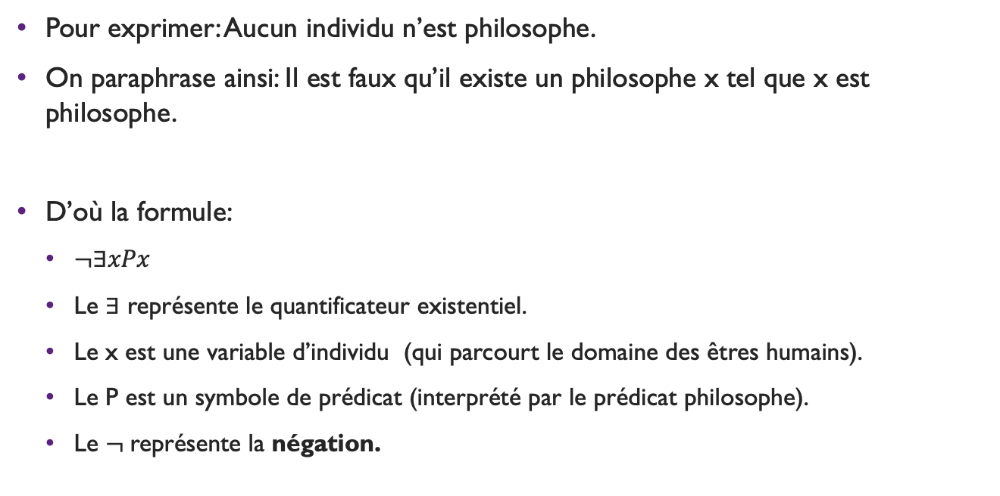 • Pour exprimer: Aucun individu n’est philosophe.
• On paraphrase ainsi: Il est faux qu’il existe un philosophe x tel que x est
philosophe.
• D’où la formule:
• ¬∃xPx
• Le ∃ représente le quantificateur existentiel.
• Le x est une variable d’individu (qui parcourt le domaine des êtres humains).
• Le P est un symbole de prédicat (interprété par le prédicat philosophe).
• Le ¬ représente la négation.